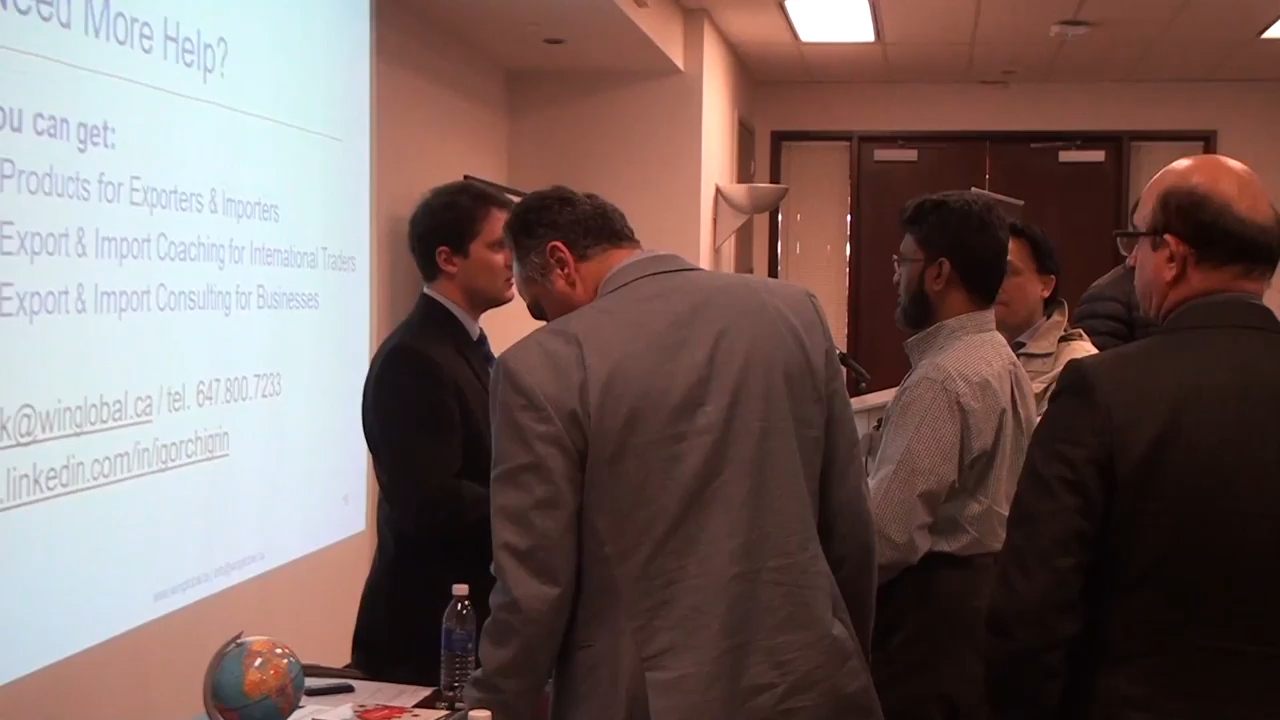 Need More Help?
ou can get:
Products for Exporters & Importers
Export & Import Coaching for International Traders
Export & Import Consulting for Businesses
k@winglobal.ca / tel. 647.800.7233
.linkedin.com/in/igorchigrin